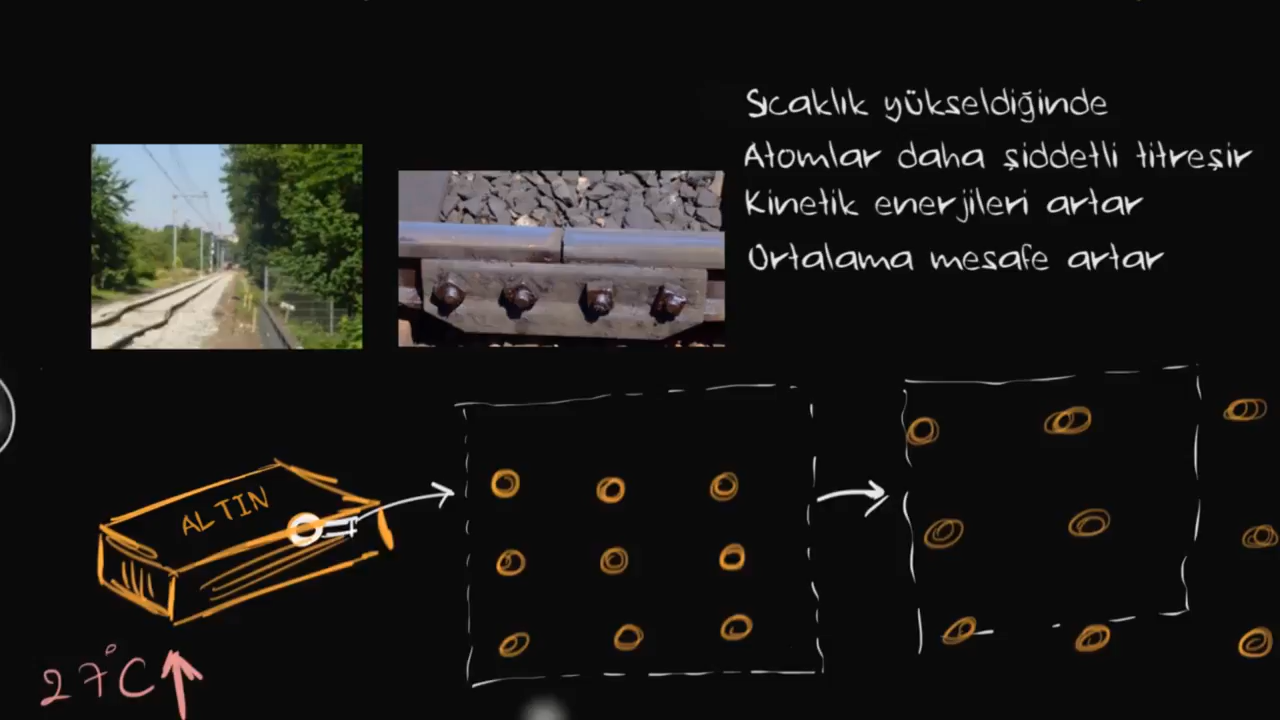 Sıcaklık yükseldiğinde
Atomlar daha şiddetli titreşir
Kinetik enerjileri artar
Ortalama mesafe artar
ALTIN
27°C